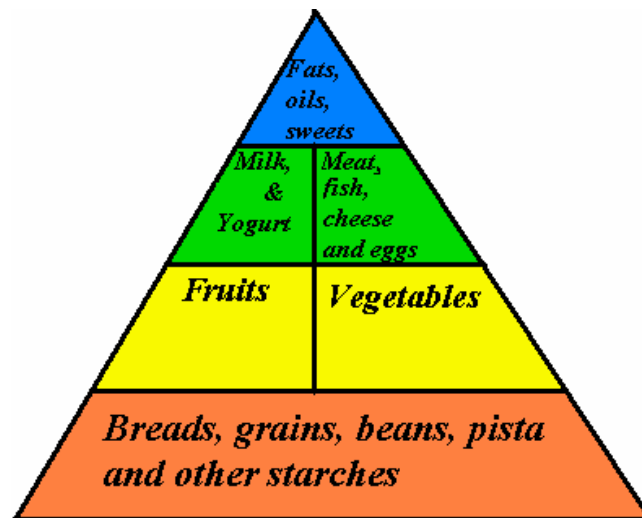 Fats,
oils,
sweets
Milk,
&
Yogurt
Meat,
fish,
cheese
and eggs
Fruits
Vegetables
Breads, grains, beans, pista
and other starches